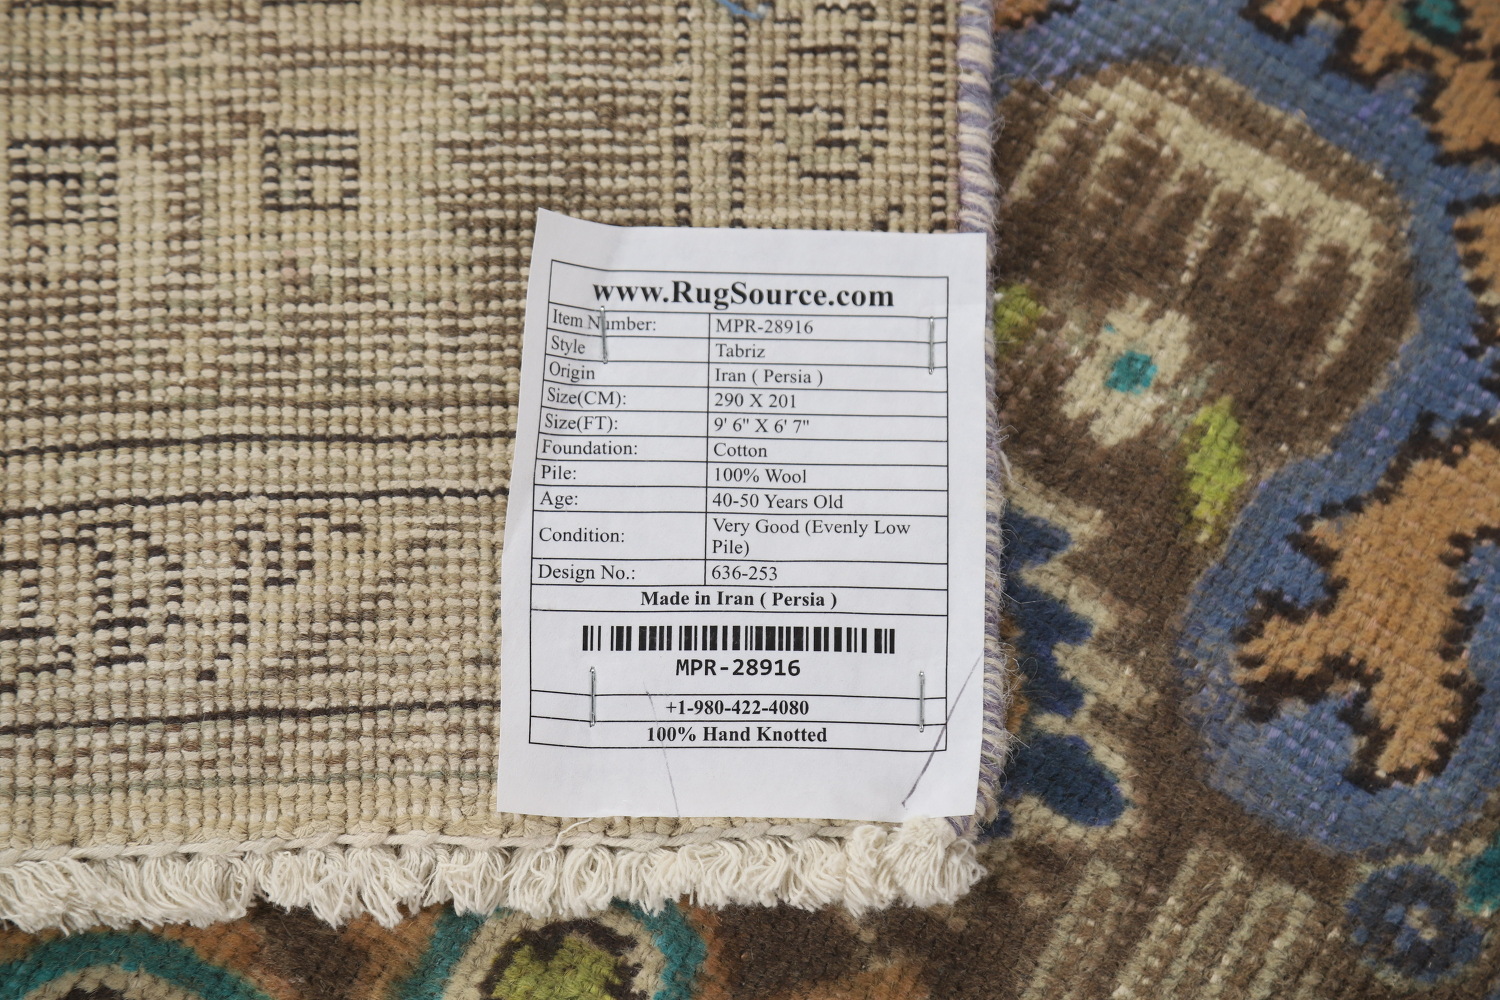 www.RugSource.com
Item Number: MPR-28916
Style Tabriz
Origin Iran ( Persia )
Size(CM): 290 X 201
Size(FT): 9' 6" X 6' 7"
Foundation: Cotton
Pile: 100% Wool
Age: 40-50 Years Old
Condition: Very Good (Evenly Low
Pile)
Design No.: 636-253
Made in Iran ( Persia )
MPR-28916
+1-980-422-4080
100% Hand Knotted